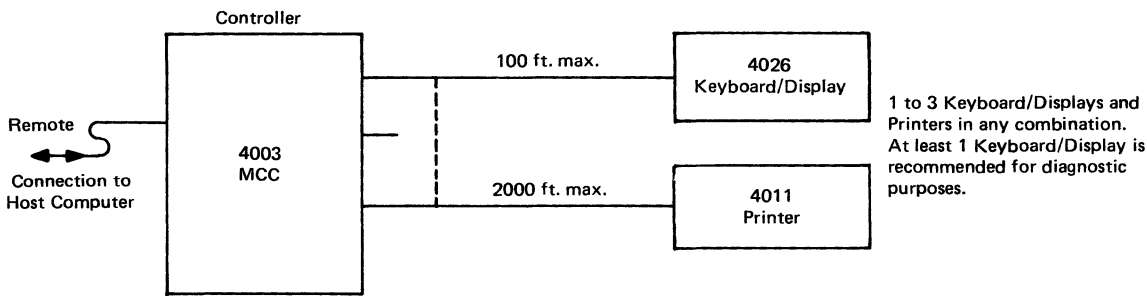 Controller
Remote
Connection to
Host Computer
4003
MCC
100 ft. max.
4026
Keyboard/Display
2000 ft. max.
4011
Printer
1 to 3 Keyboard/Displays and
Printers in any combination.
At least 1 Keyboard/Display is
recommended for diagnostic
purposes.